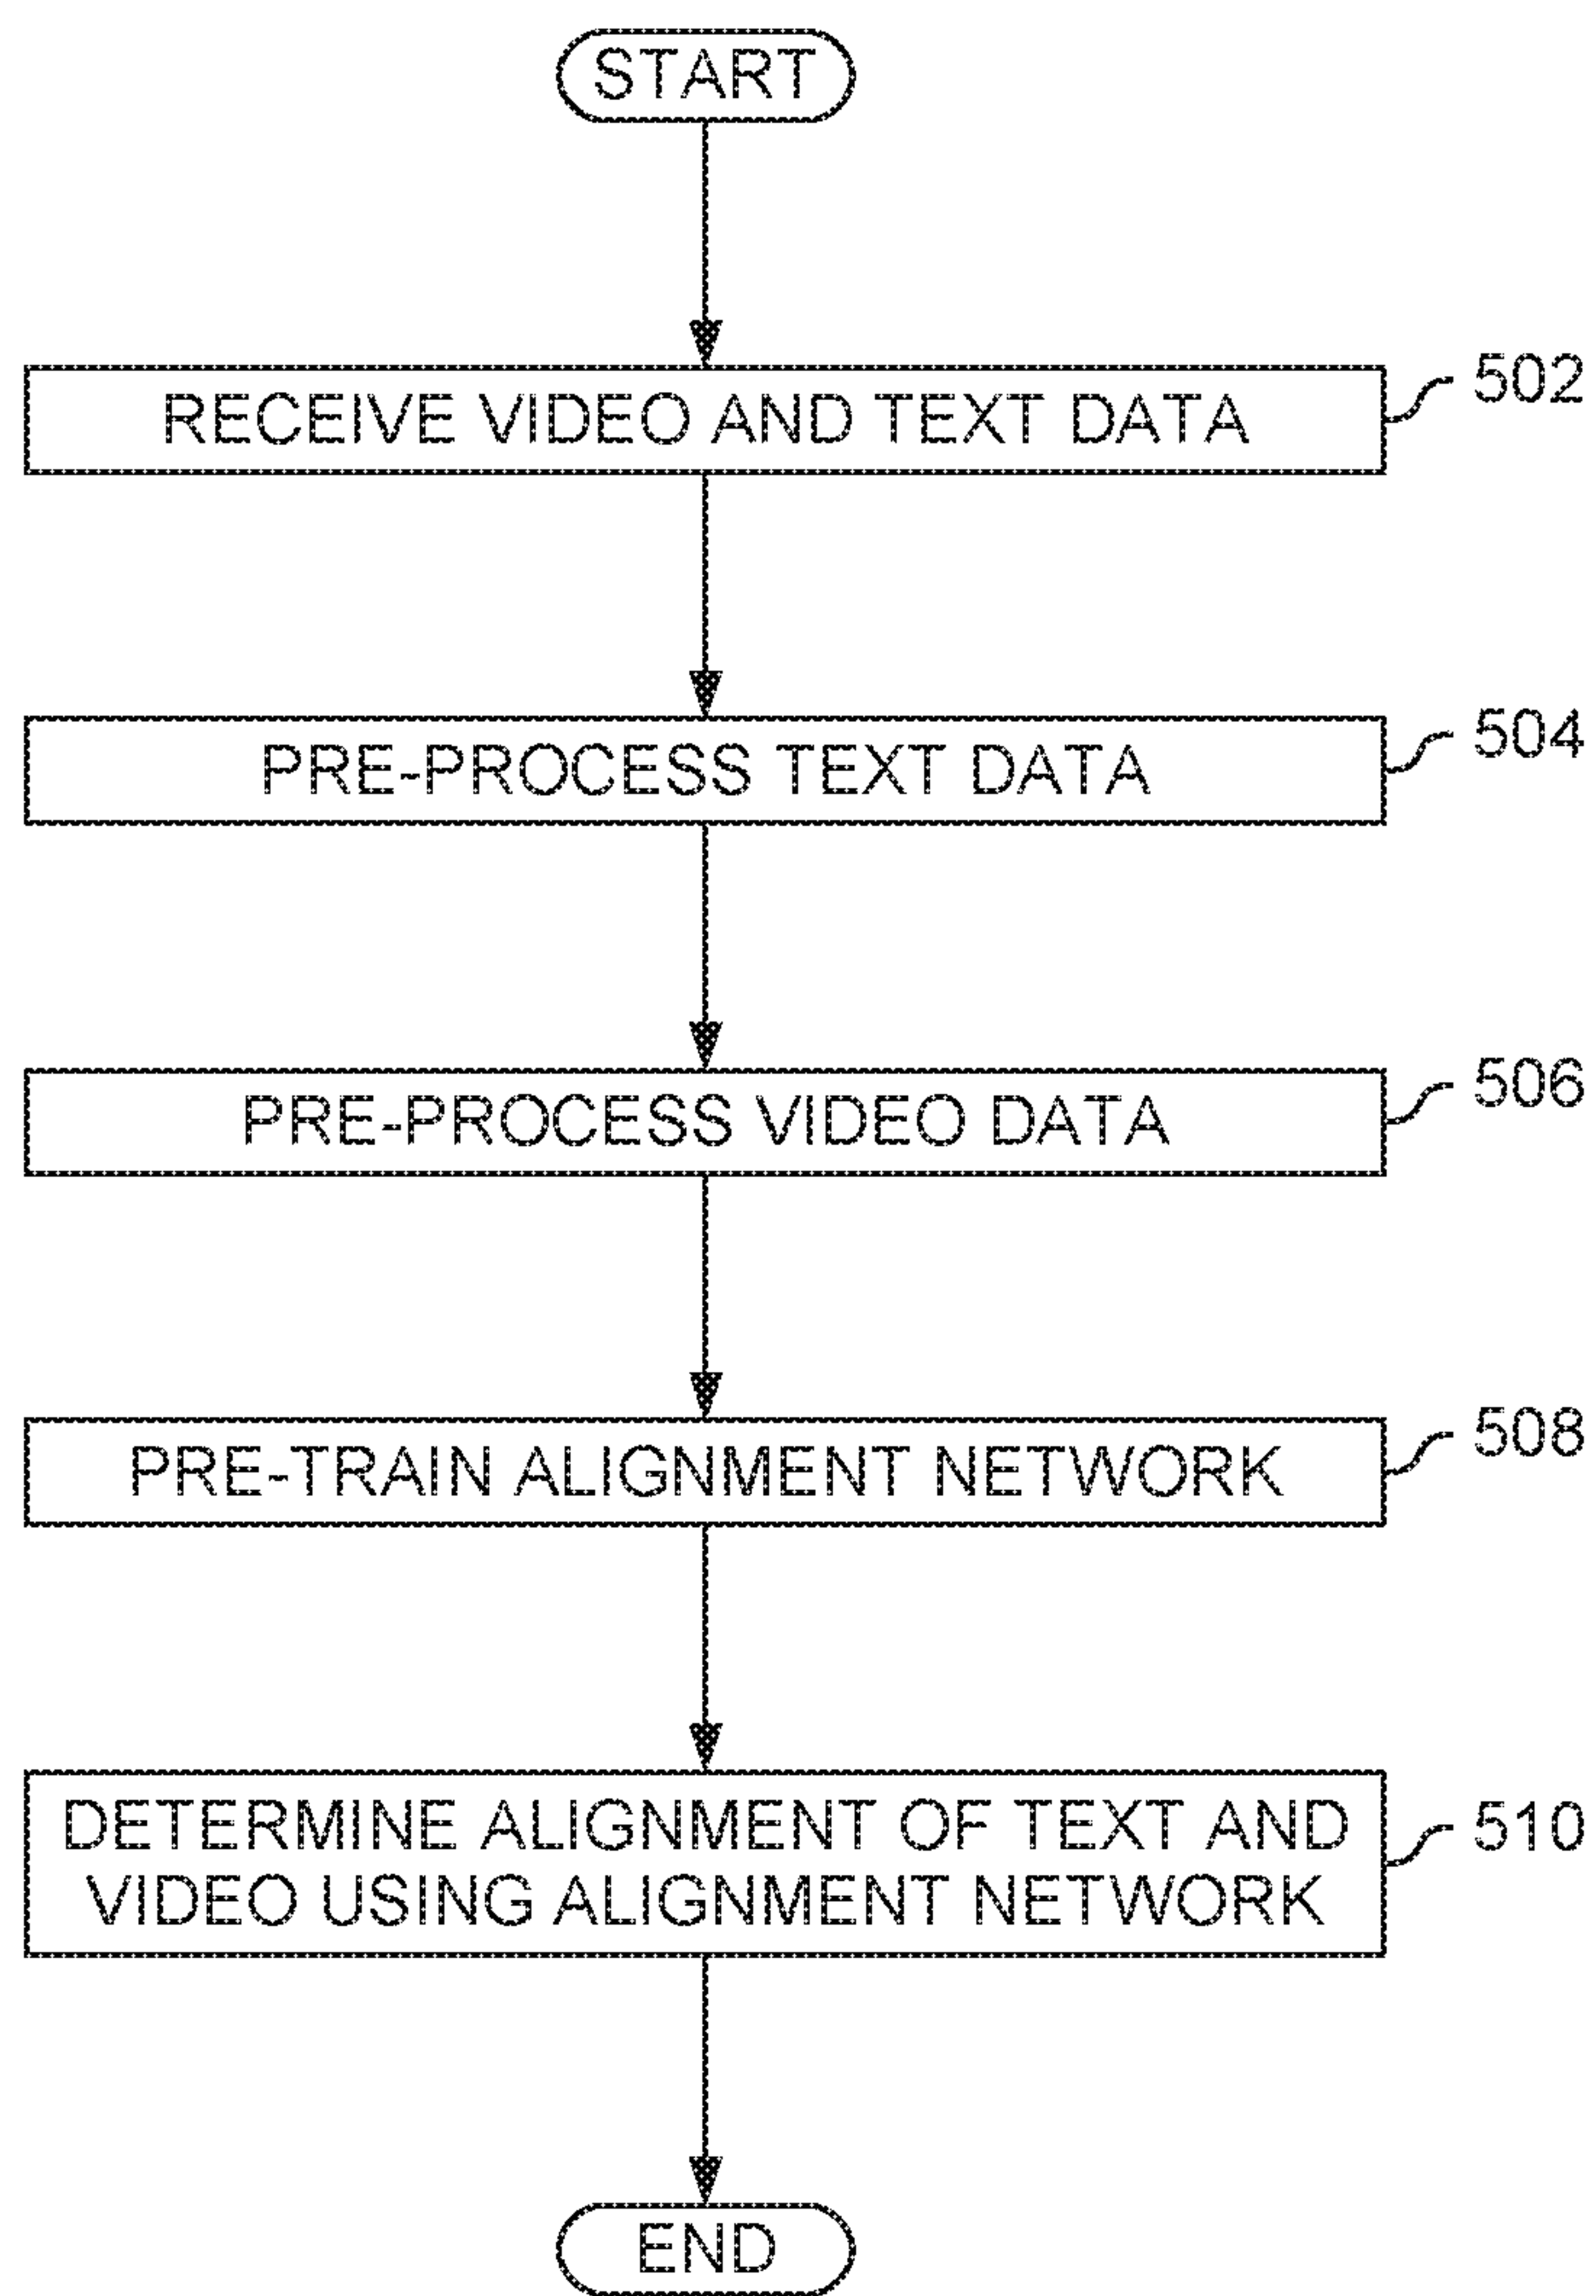 START
RECEIVE VIDEO AND TEXT DATA
502
PRE-PROCESS TEXT DATA
504
PRE-PROCESS VIDEO DATA
506
PRE-TRAIN ALIGNMENT NETWORK
508
DETERMINE ALIGNMENT OF TEXT AND
VIDEO USING ALIGNMENT NETWORK
510
END